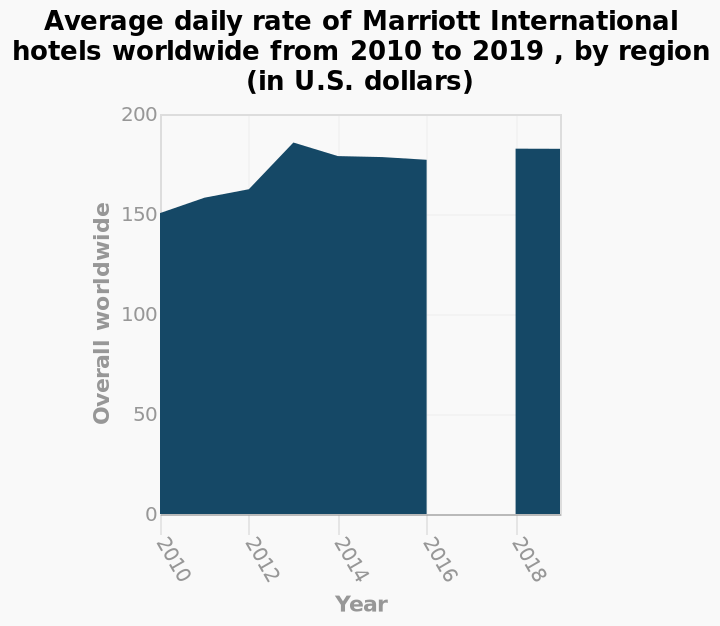 Average daily rate of Marriott International
hotels worldwide from 2010 to 2019 , by region
(in U.S. dollars)
200
150
100
50
0
Overall worldwide
2010
2012
2014
2016
2018
Year